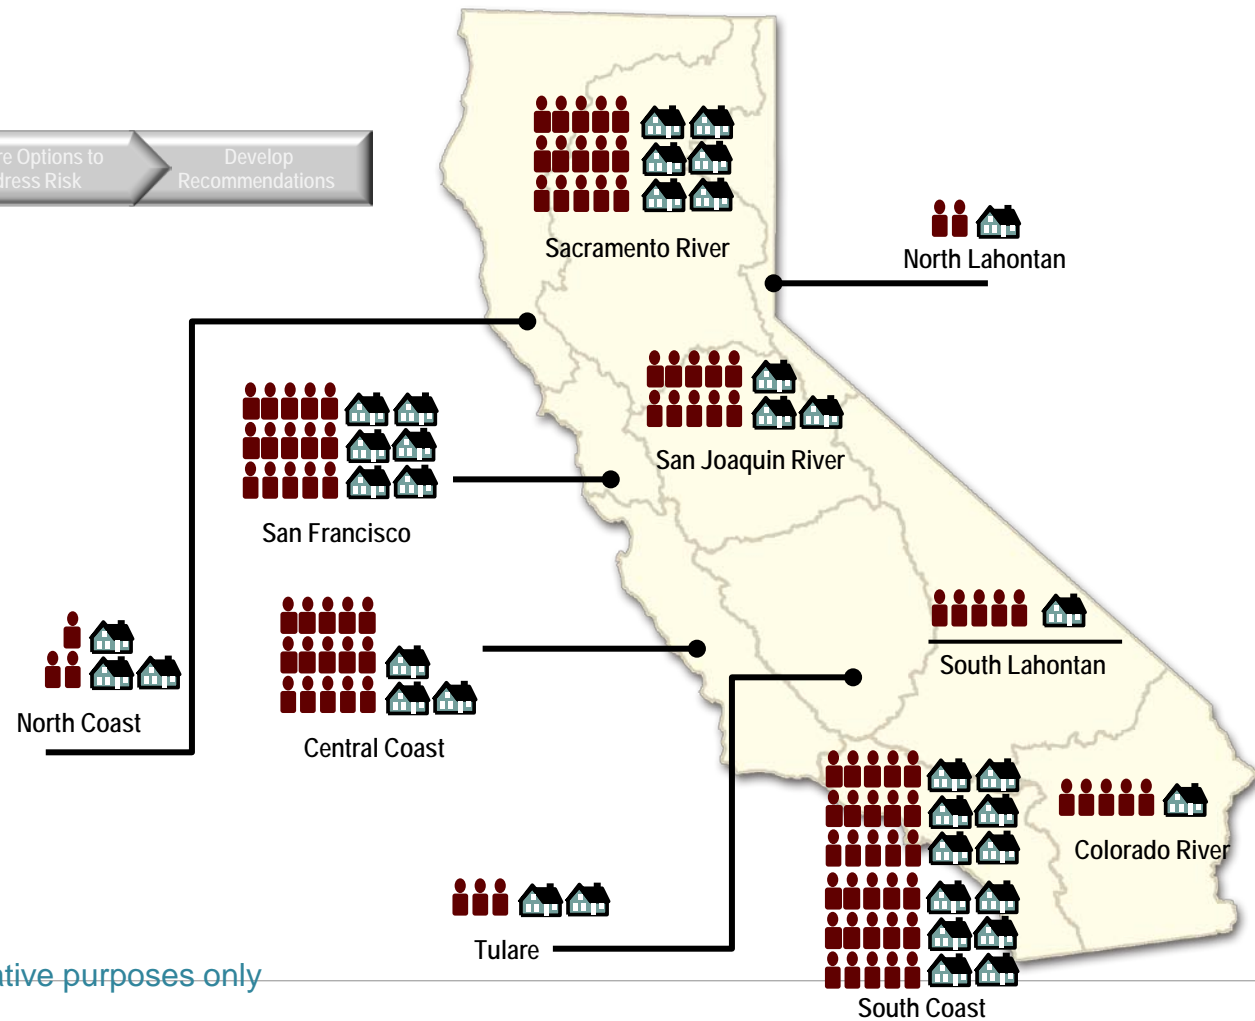 re Options to
dress Risk
Develop
Recommendations
Sacramento River
North Lahontan
San Joaquin River
San Francisco
South Lahontan
North Coast
Central Coast
Colorado River
Tulare
ative purposes only
South Coast